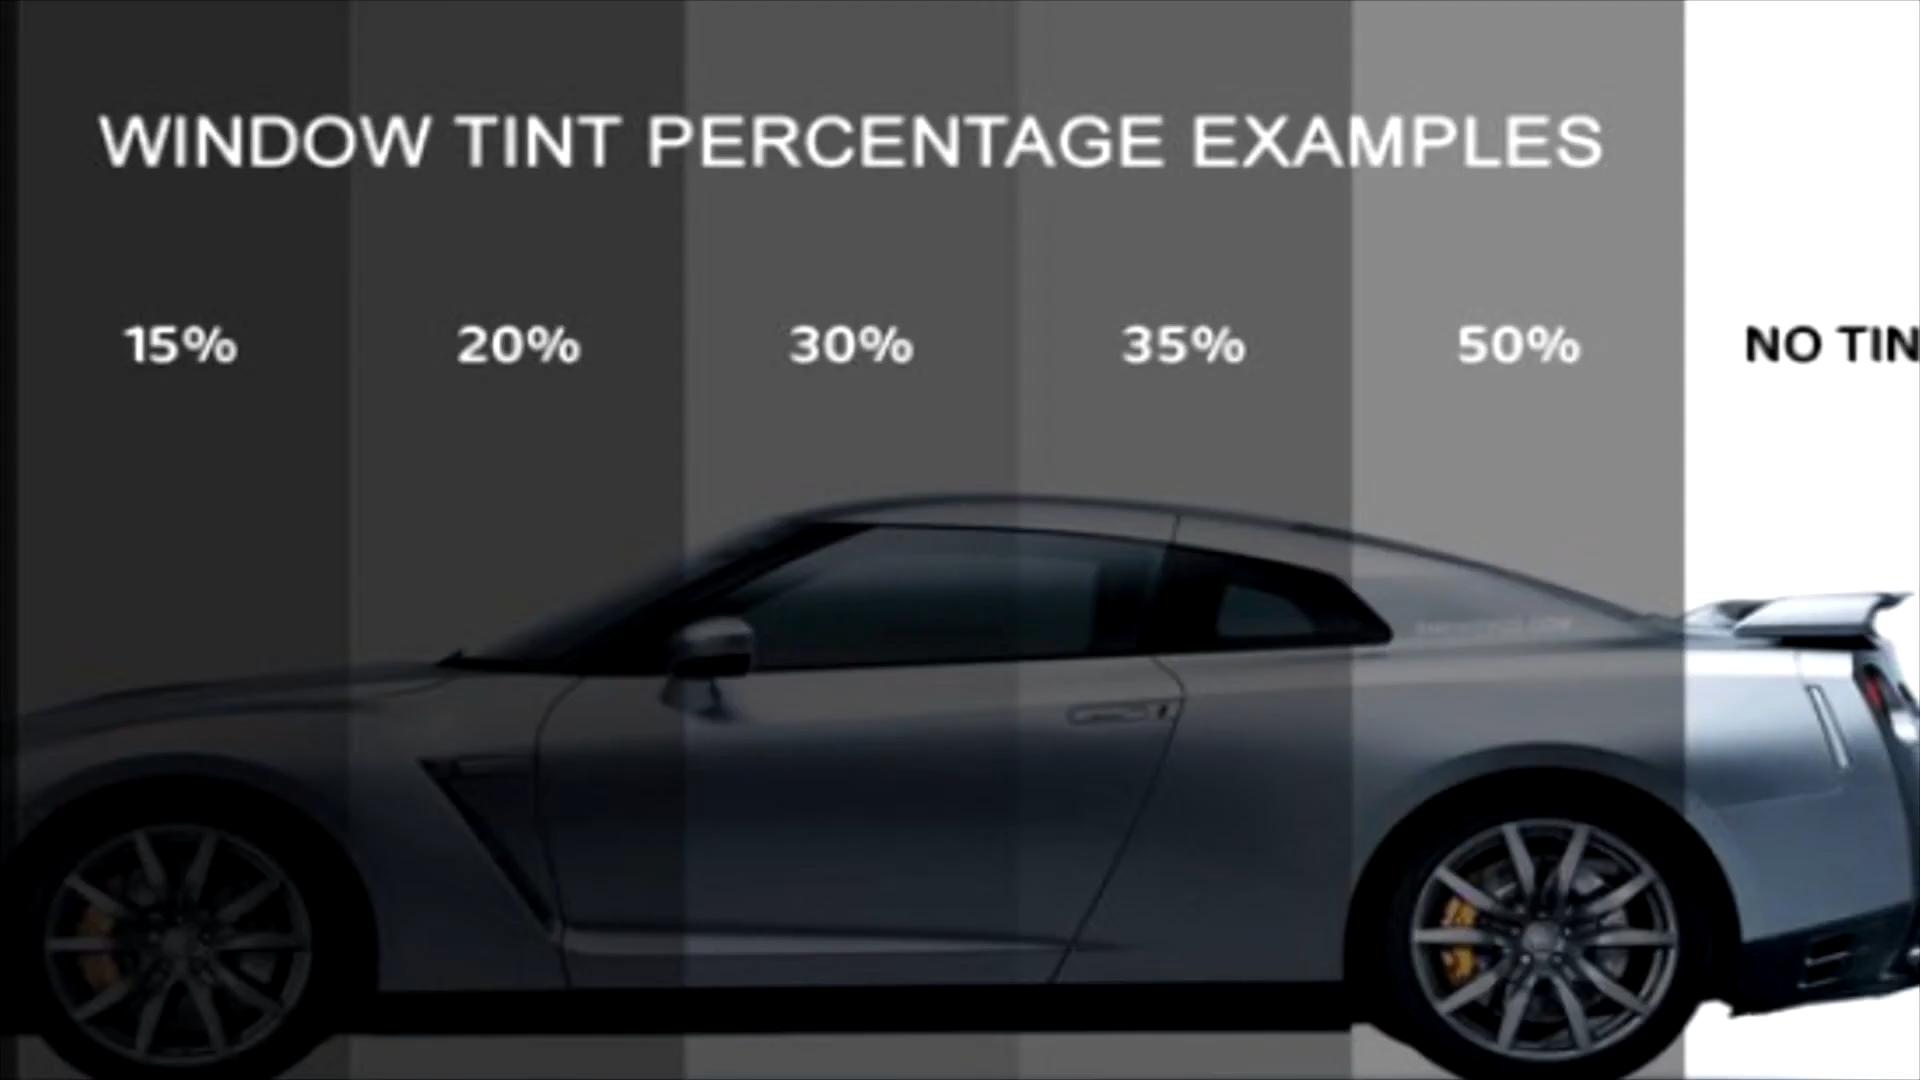 WINDOW TINT PERCENTAGE EXAMPLES
15% 20% 30% 35% 50% NO TIN